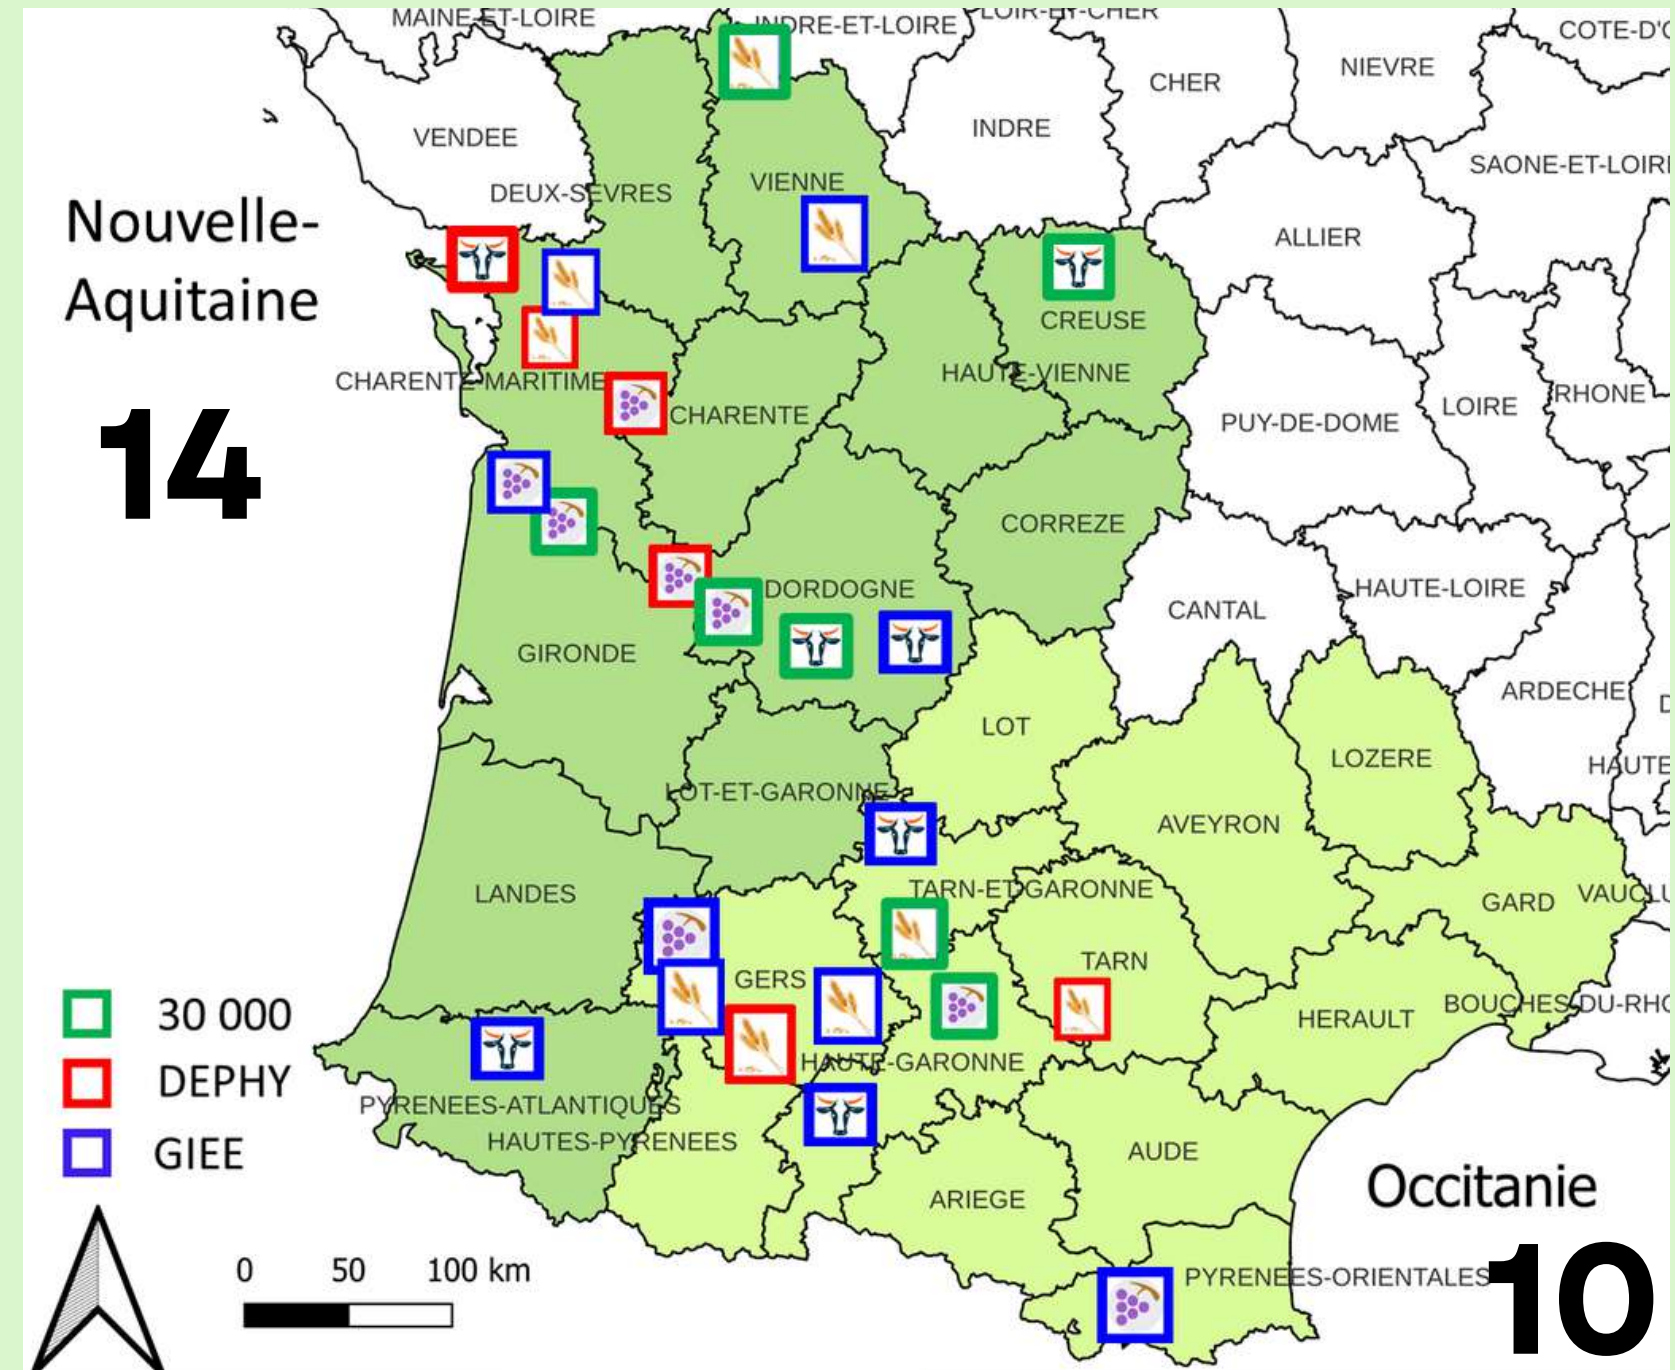 MAINE-ET-LOIRE
INDRE-ET-LOIRE
LOIR-ET-CHER
COTE-D'O
NIEVRE
CHER
INDRE
VENDEE
SAONE-ET-LOIRE
VIENNE
DEUX-SEVRES
Nouvelle-
Aquitaine
ALLIER
CREUSE
HAUTE-VIENNE
CHARENTE-MARITIME
RHONE
LOIRE
CHARENTE
PUY-DE-DOME
14
CORREZE
DORDOGNE
HAUTE-LOIRE
CANTAL
GIRONDE
ARDECHE
LOT
LOZERE
HAUTE
LOT-ET-GARONNE
AVEYRON
LANDES
TARN-ET-GARONNE
GARD
VAUCLU
TARN
GERS
BOUCHES-DU-RHO
HERAULT
30 000
DEPHY
GIEE
HAUTE-GARONNE
PYRENEES-ATLANTIQUES
HAUTES-PYRENEES
AUDE
ARIEGE
Occitanie
10
PYRENEES-ORIENTALES
0 50 100 km